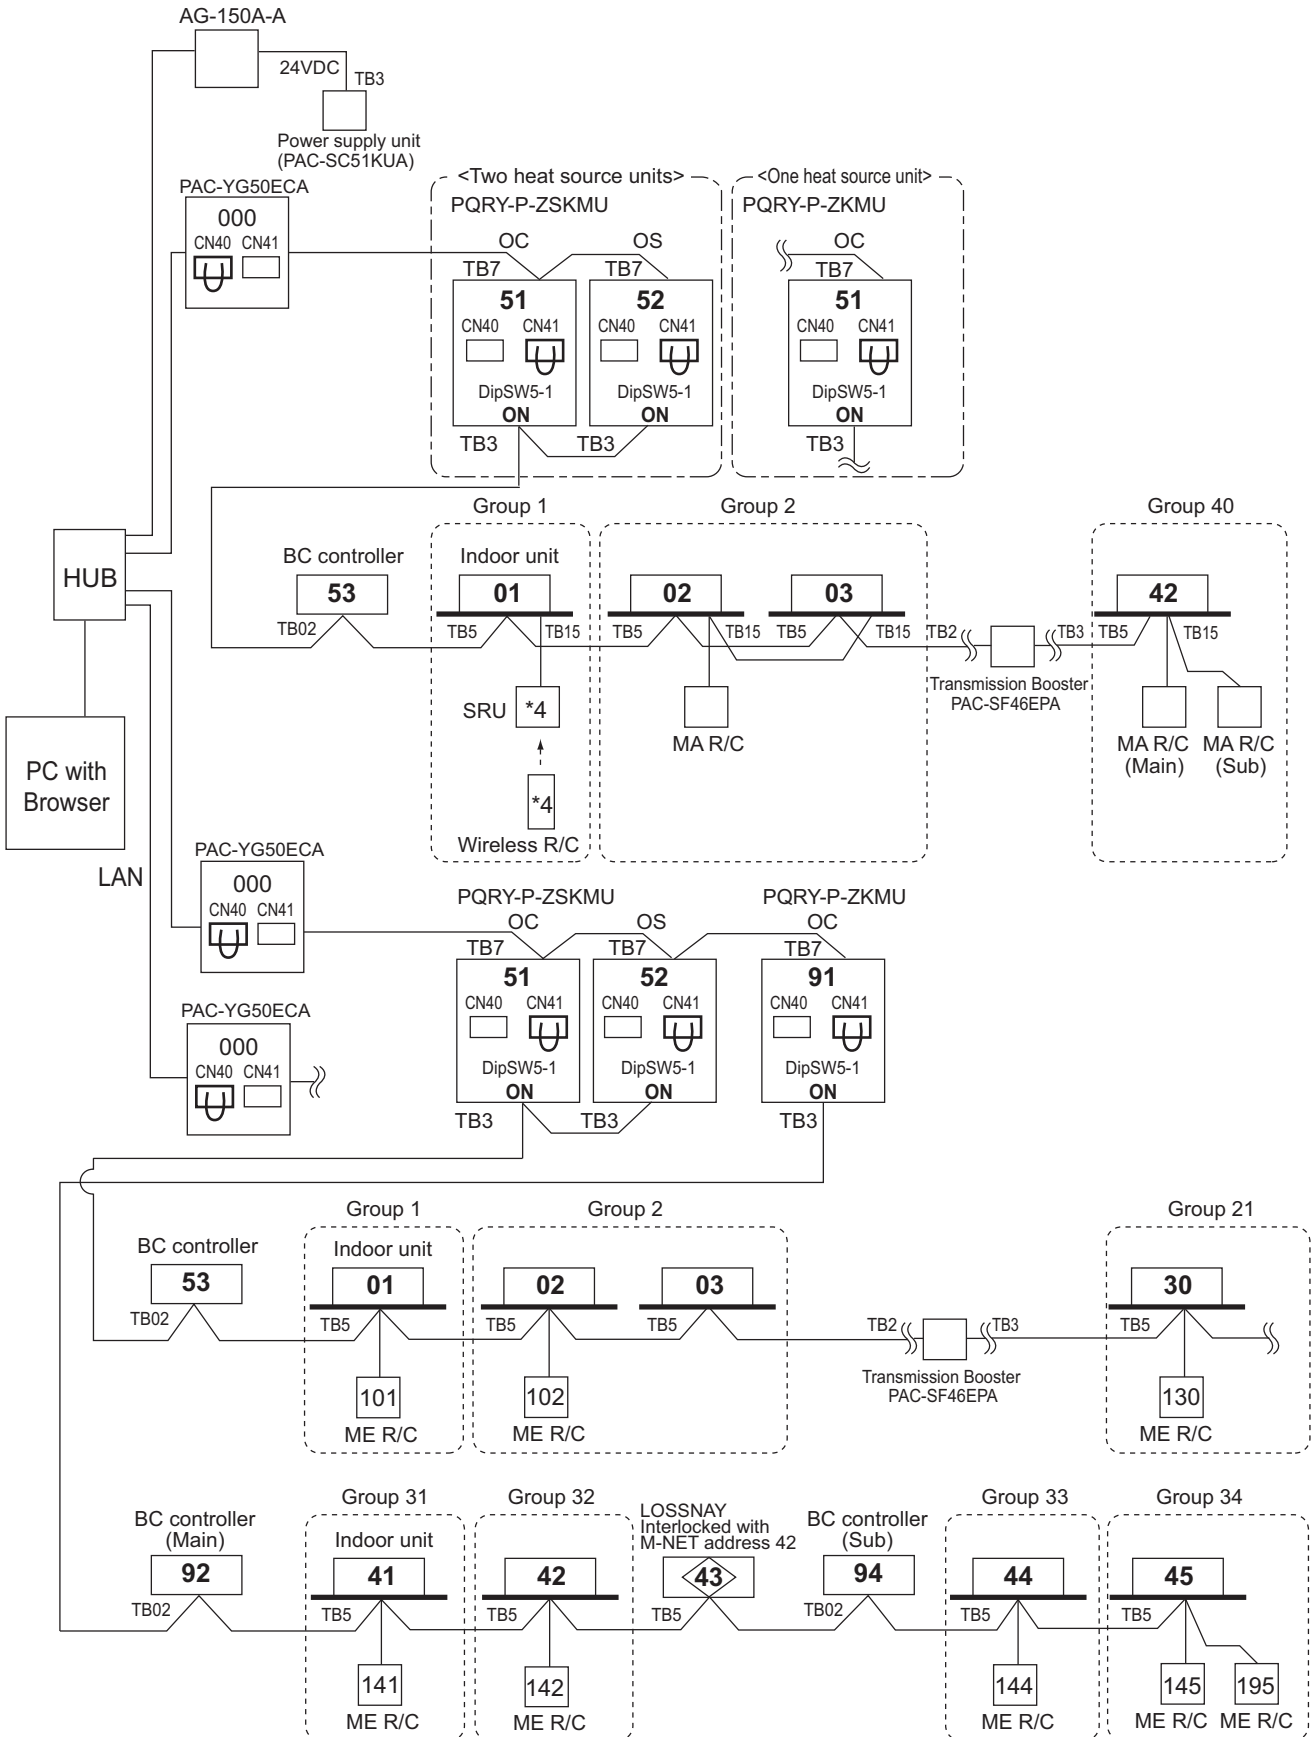 AG-150A-A
24VDC
TB3
Power supply unit
(PAC-SC51KUA)
PAC-YG50ECA
000
CN40 CN41
<Two heat source units>
PQRY-P-ZSKMU
OC OS
TB7 TB7
51 52
CN40 CN41 CN40 CN41
DipSW5-1 DipSW5-1
ON ON
TB3 TB3
<One heat source unit>
PQRY-P-ZKMU
OC
TB7
51
CN40 CN41
DipSW5-1
ON
TB3
HUB
PC with
Browser
LAN
Group 1 Group 2 Group 40
BC controller Indoor unit
53 01 02 03 42
TB02 TB5 TB15 TB5 TB15 TB5 TB15 TB2 TB3 TB5 TB15
Transmission Booster
PAC-SF46EPA
SRU *4
*4
Wireless R/C
MA R/C
MA R/C
(Main)
MA R/C
(Sub)
PAC-YG50ECA
000
CN40 CN41
PAC-YG50ECA
000
CN40 CN41
PQRY-P-ZSKMU PQRY-P-ZKMU
OC OS OC
TB7 TB7 TB7
51 52 91
CN40 CN41 CN40 CN41 CN40 CN41
DipSW5-1 DipSW5-1 DipSW5-1
ON ON ON
TB3 TB3 TB3
Group 1 Group 2 Group 21
BC controller Indoor unit
53 01 02 03 30
TB02 TB5 TB5 TB5 TB2 TB3 TB5
Transmission Booster
PAC-SF46EPA
101 102 130
ME R/C ME R/C ME R/C
Group 31 Group 32 Group 33 Group 34
BC controller
(Main)
Indoor unit
LOSSNAY
Interlocked with
M-NET address 42
BC controller
(Sub)
92 41 42 43 94 44 45
TB02 TB5 TB5 TB5 TB02 TB5 TB5
141 142 144 145 195
ME R/C ME R/C ME R/C ME R/C ME R/C